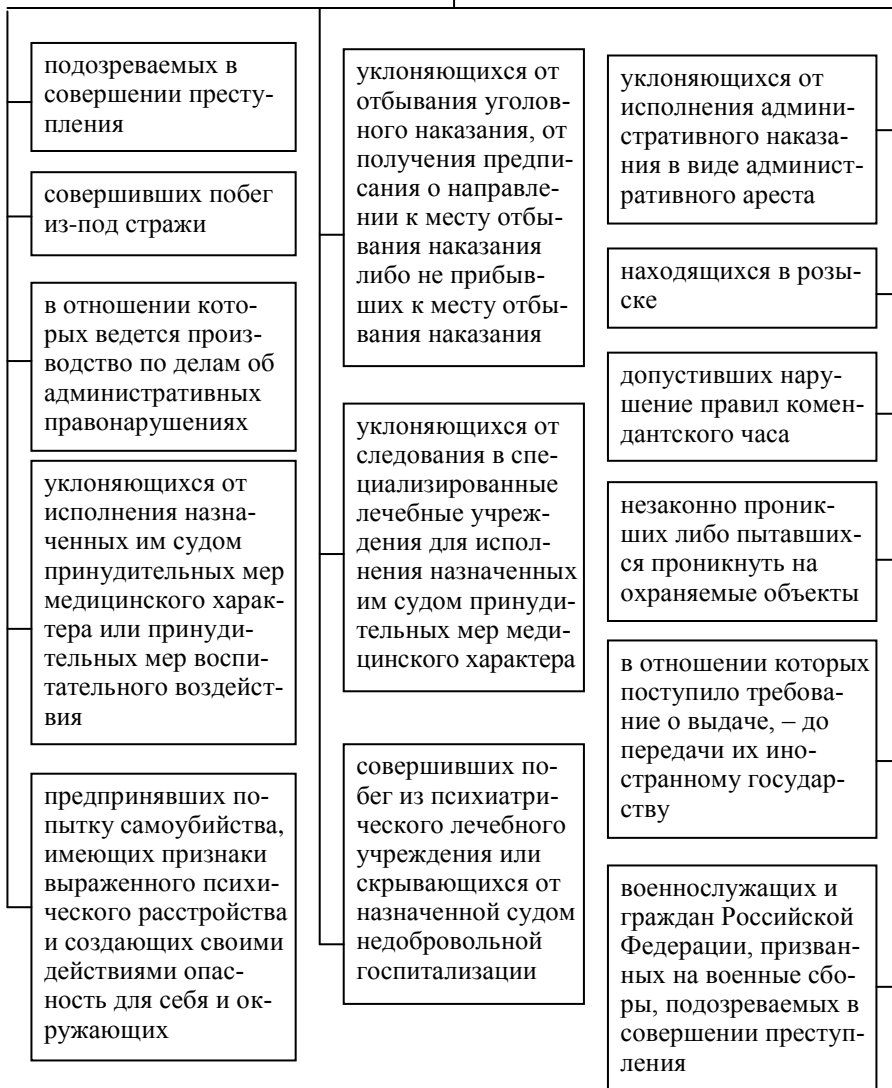 подозреваемых в
совершении престу-
пления
совершивших побег
из-под стражи
в отношении кото-
рых ведется произ-
водство по делам об
административных
правонарушениях
уклоняющихся от
исполнения назна-
ченных им судом
принудительных мер
медицинского харак-
тера или принуди-
тельных мер воспи-
тательного воздейст-
вия
предпринявших по-
пытку самоубийства,
имеющих признаки
выраженного психи-
ческого расстройства
и создающих своими
действиями опас-
ность для себя и ок-
ружающих
уклоняющихся от
отбывания уголов-
ного наказания, от
получения предпи-
сания о направле-
нии к месту отбы-
вания наказания
либо не прибыв-
ших к месту отбы-
вания наказания
уклоняющихся от
следования в спе-
циализированные
лечебные учреж-
дения для испол-
нения назначенных
им судом принуди-
тельных мер меди-
цинского характера
совершивших по-
бег из психиатри-
ческого лечебного
учреждения или
скрывающихся от
назначенной судом
недобровольной
госпитализации
уклоняющихся от
исполнения админи-
стративного наказа-
ния в виде админист-
ративного ареста
находящихся в розы-
ске
допустивших нару-
шение правил комен-
дантского часа
незаконно проник-
ших либо пытавших-
ся проникнуть на
охраняемые объекты
в отношении которых
поступило требова-
ние о выдаче, – до
передачи их ино-
странному государ-
ству
военнослужащих и
граждан Российской
Федерации, призван-
ных на военные сбо-
ры, подозреваемых в
совершении преступ-
ления